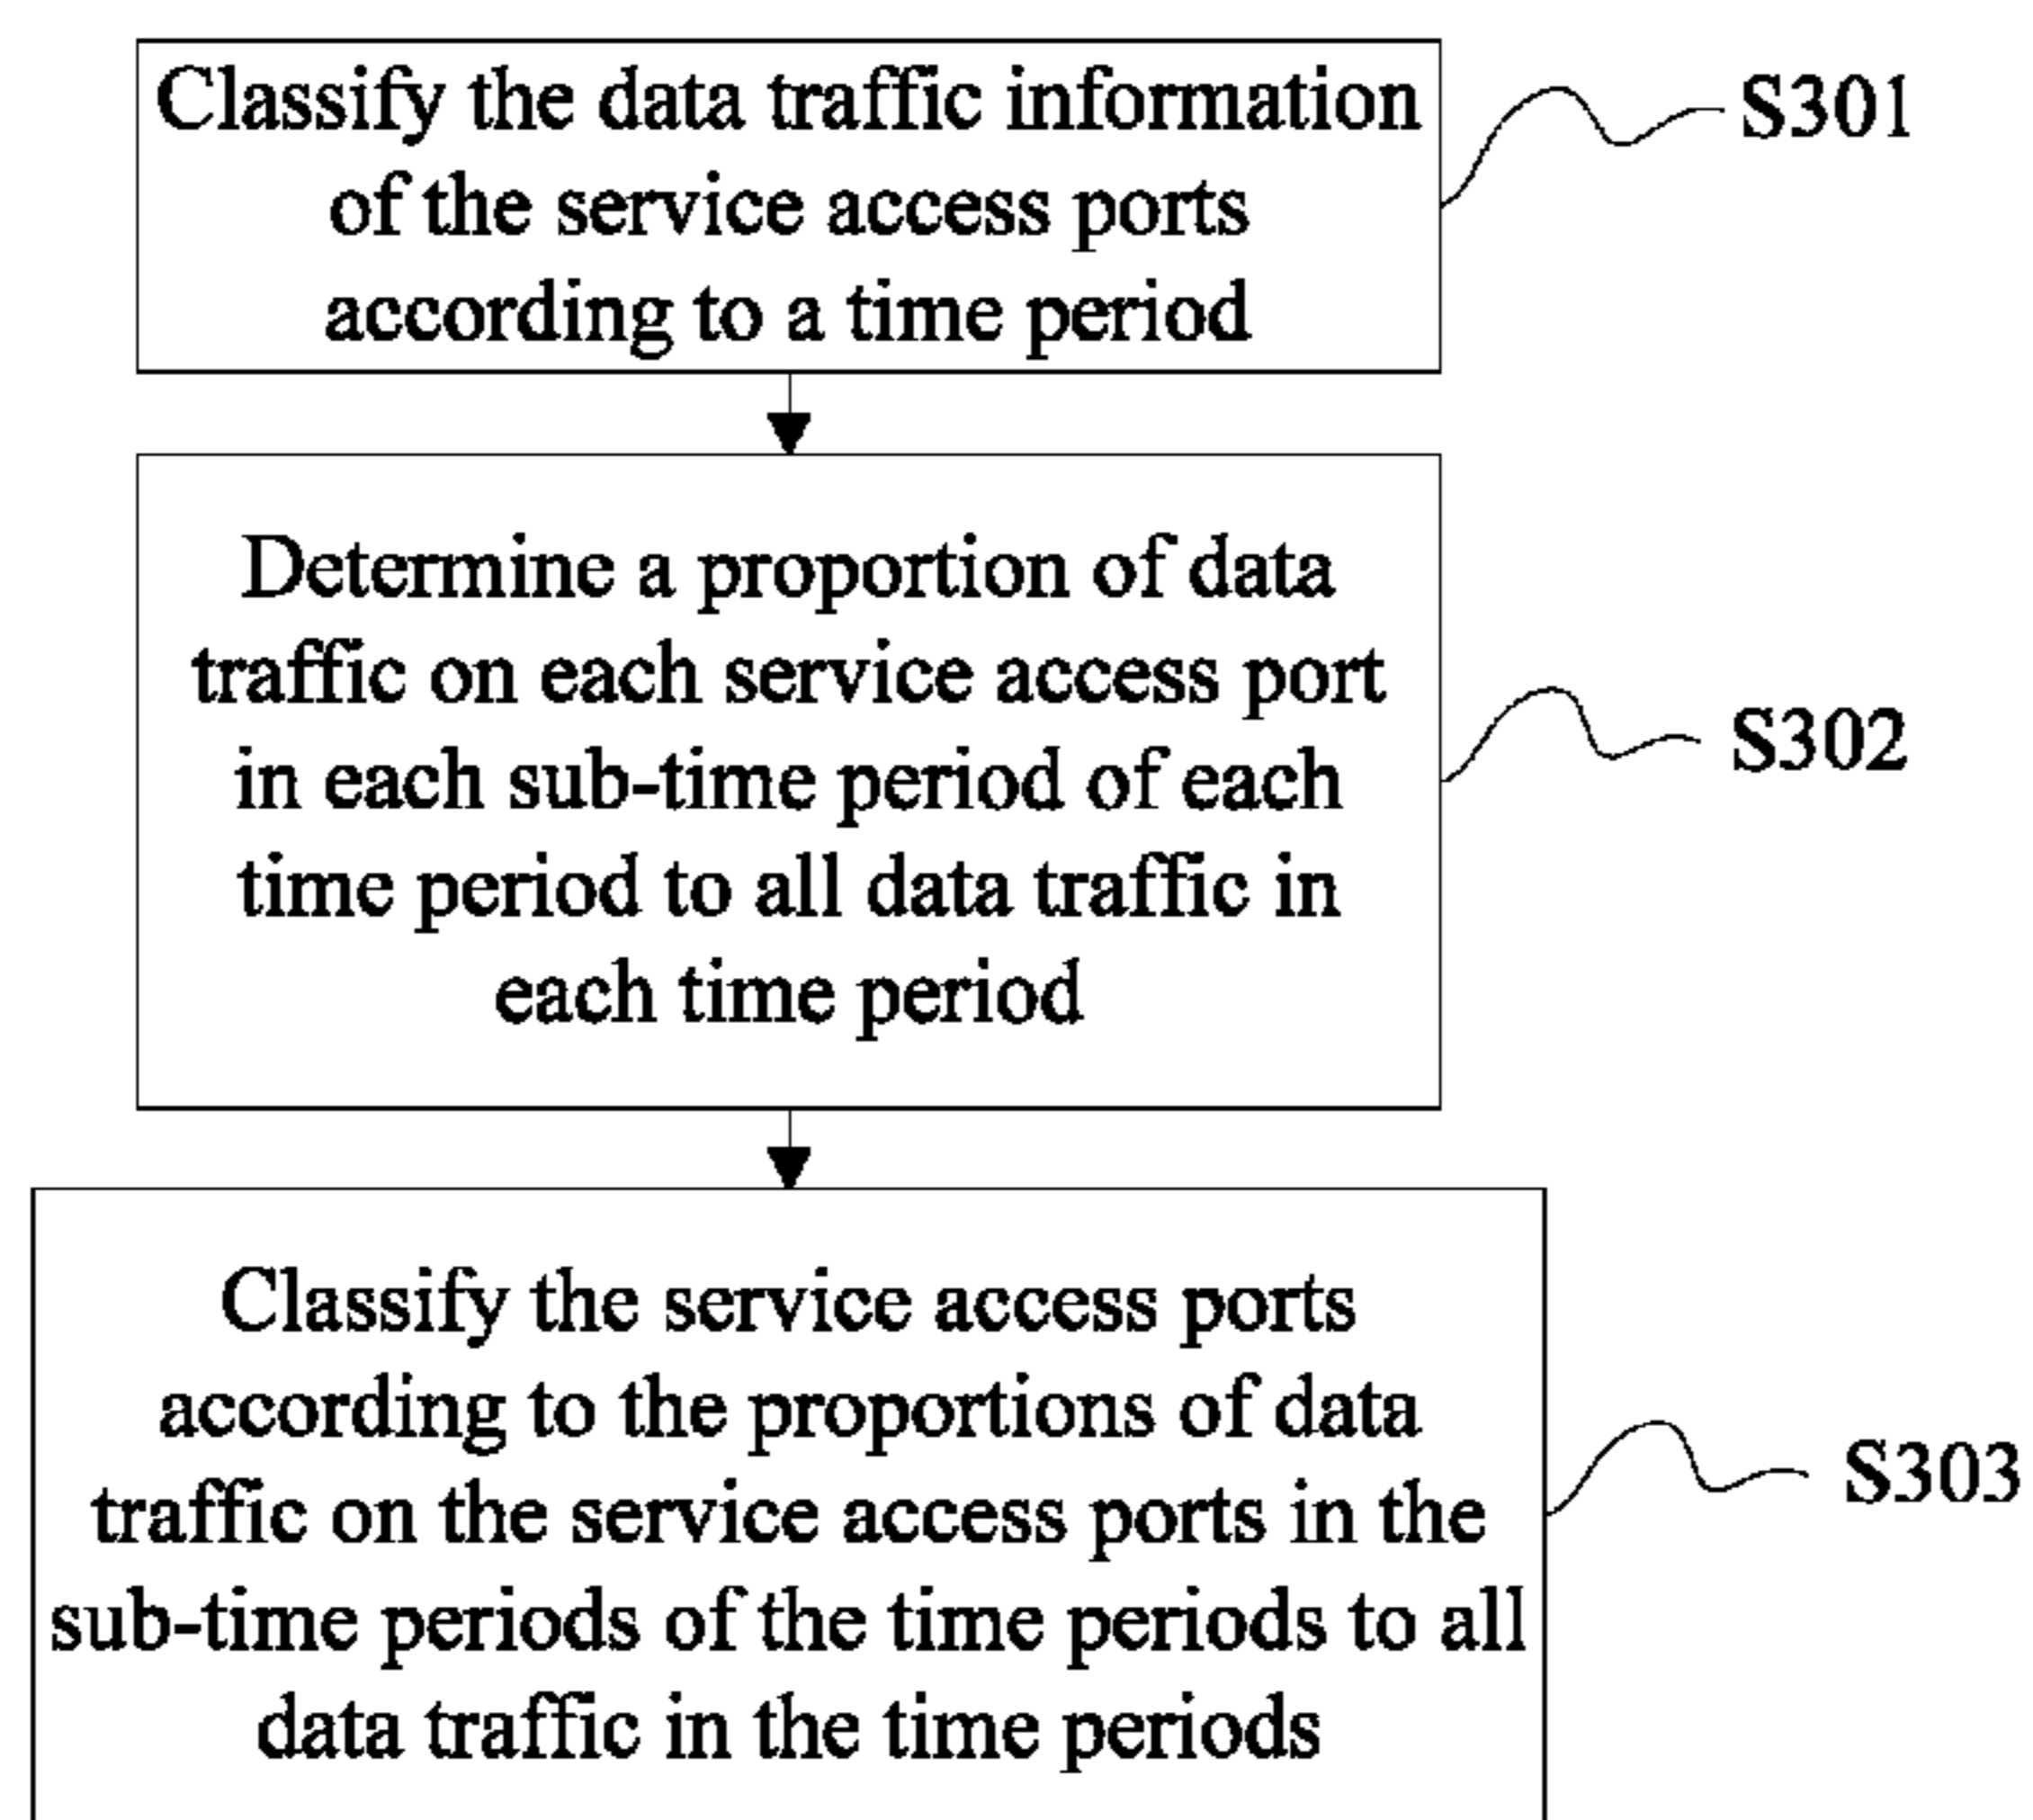 Classify the data traffic information
of the service access ports
according to a time period
S301
Determine a proportion of data
traffic on each service access port
in each sub-time period of each
time period to all data traffic in
each time period
S302
Classify the service access ports
according to the proportions of data
traffic on the service access ports in the
sub-time periods of the time periods to all
data traffic in the time periods
S303